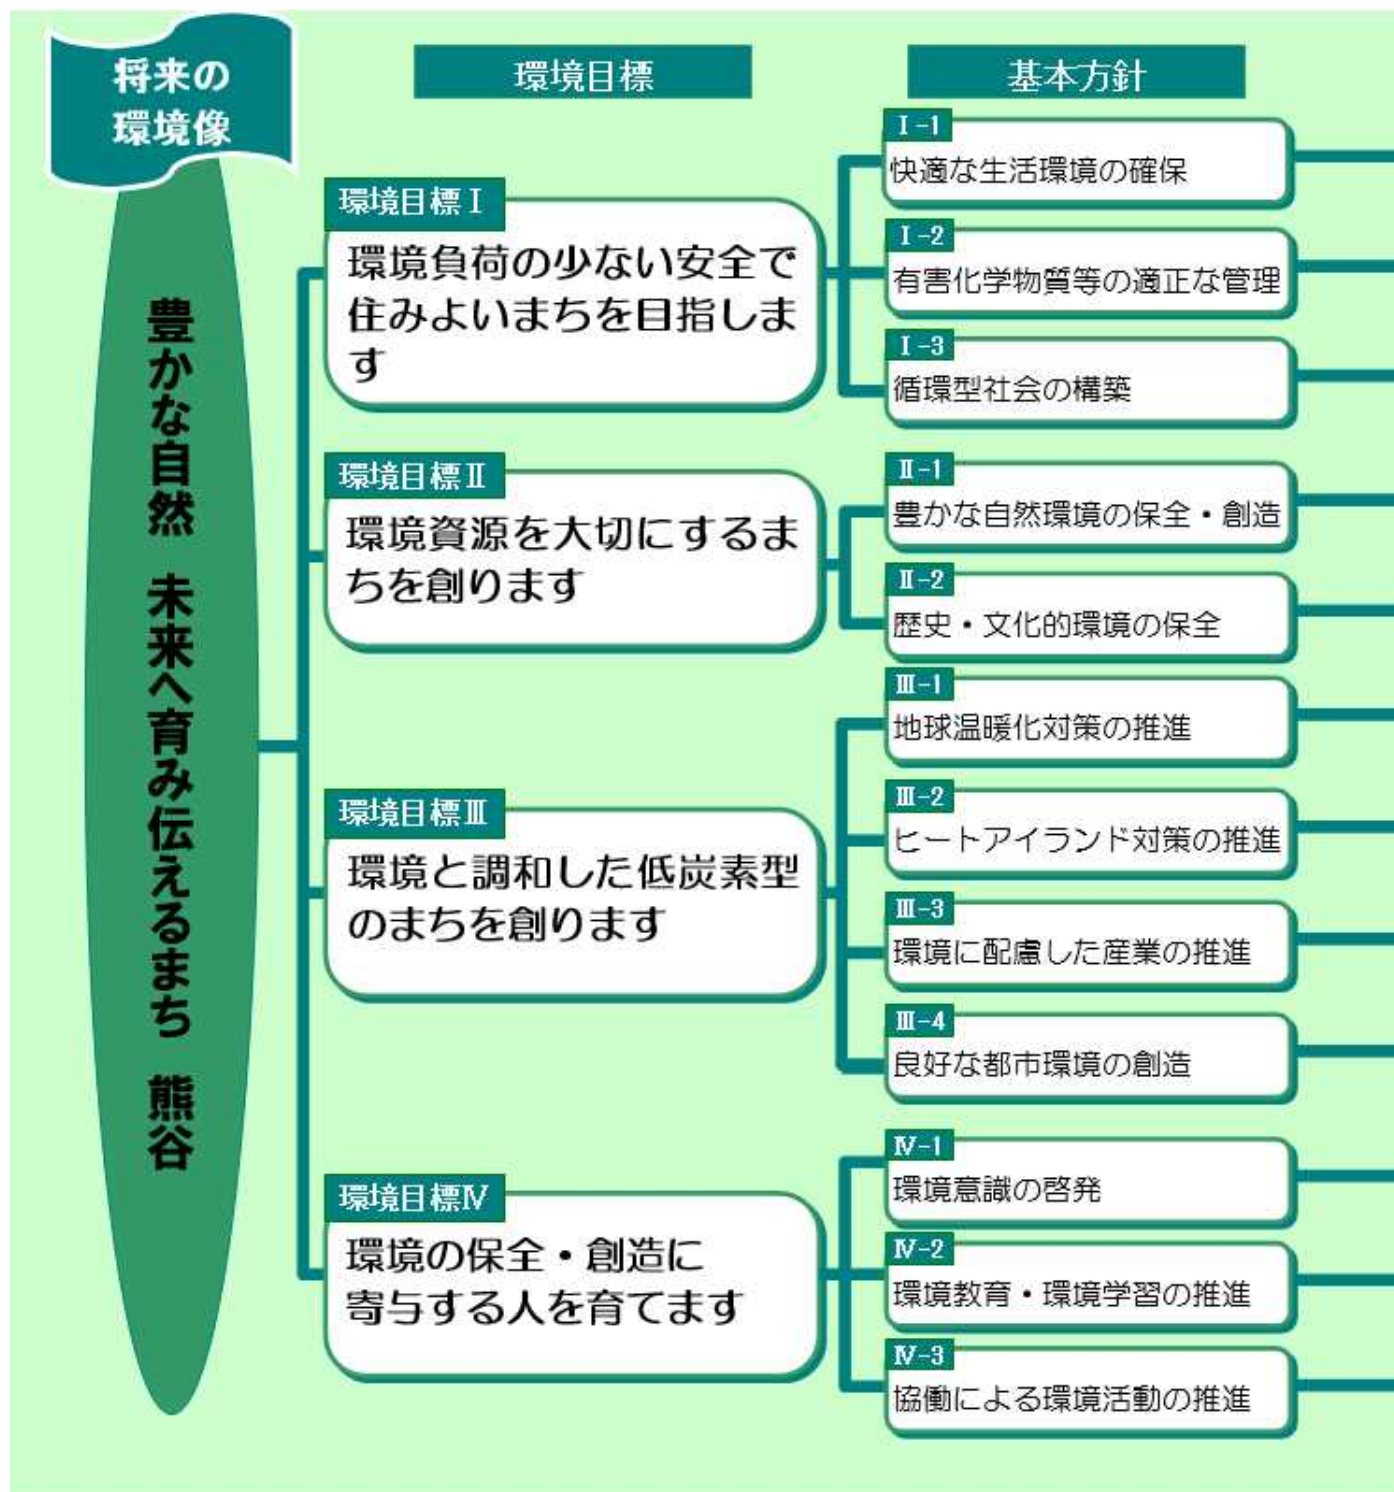 将来の
環境像
豊かな自然　未来へ育み伝えるまち　熊谷
環境目標
基本方針
環境目標Ⅰ
環境負荷の少ない安全で
住みよいまちを目指しま
す
Ⅰ-1
快適な生活環境の確保
Ⅰ-2
有害化学物質等の適正な管理
Ⅰ-3
循環型社会の構築
環境目標Ⅱ
環境資源を大切にするま
ちを創ります
Ⅱ-1
豊かな自然環境の保全・創造
Ⅱ-2
歴史・文化的環境の保全
環境目標Ⅲ
環境と調和した低炭素型
のまちを創ります
Ⅲ-1
地球温暖化対策の推進
Ⅲ-2
ヒートアイランド対策の推進
Ⅲ-3
環境に配慮した産業の推進
Ⅲ-4
良好な都市環境の創造
環境目標Ⅳ
環境の保全・創造に
寄与する人を育てます
Ⅳ-1
環境意識の啓発
Ⅳ-2
環境教育・環境学習の推進
Ⅳ-3
協働による環境活動の推進